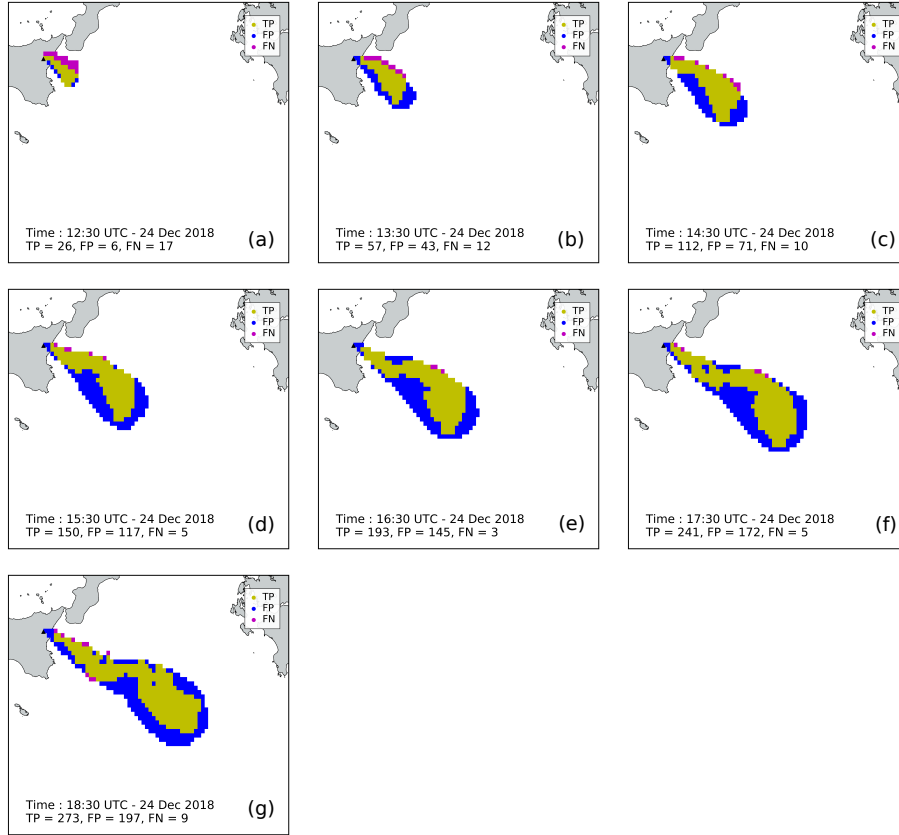 TP
FP
FN
Time : 12:30 UTC - 24 Dec 2018
TP = 26, FP = 6, FN = 17
(a)
TP
FP
FN
Time : 13:30 UTC - 24 Dec 2018
TP = 57, FP = 43, FN = 12
(b)
TP
FP
FN
Time : 14:30 UTC - 24 Dec 2018
TP = 112, FP = 71, FN = 10
(c)
TP
FP
FN
Time : 15:30 UTC - 24 Dec 2018
TP = 150, FP = 117, FN = 5
(d)
TP
FP
FN
Time : 16:30 UTC - 24 Dec 2018
TP = 193, FP = 145, FN = 3
(e)
TP
FP
FN
Time : 17:30 UTC - 24 Dec 2018
TP = 241, FP = 172, FN = 5
(f)
TP
FP
FN
Time : 18:30 UTC - 24 Dec 2018
TP = 273, FP = 197, FN = 9
(g)